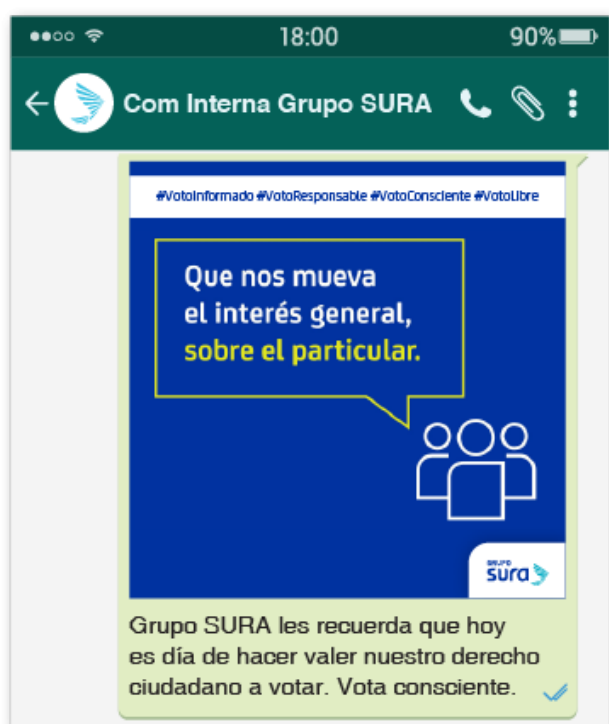 18:00
90%
Com Interna Grupo SURA
#VotoInformado #VotoResponsable #VotoConsciente #VotoLibre
Que nos mueva
el interés general,
sobre el particular.
GRUPO
sura
Grupo SURA les recuerda que hoy
es día de hacer valer nuestro derecho
ciudadano a votar. Vota consciente.